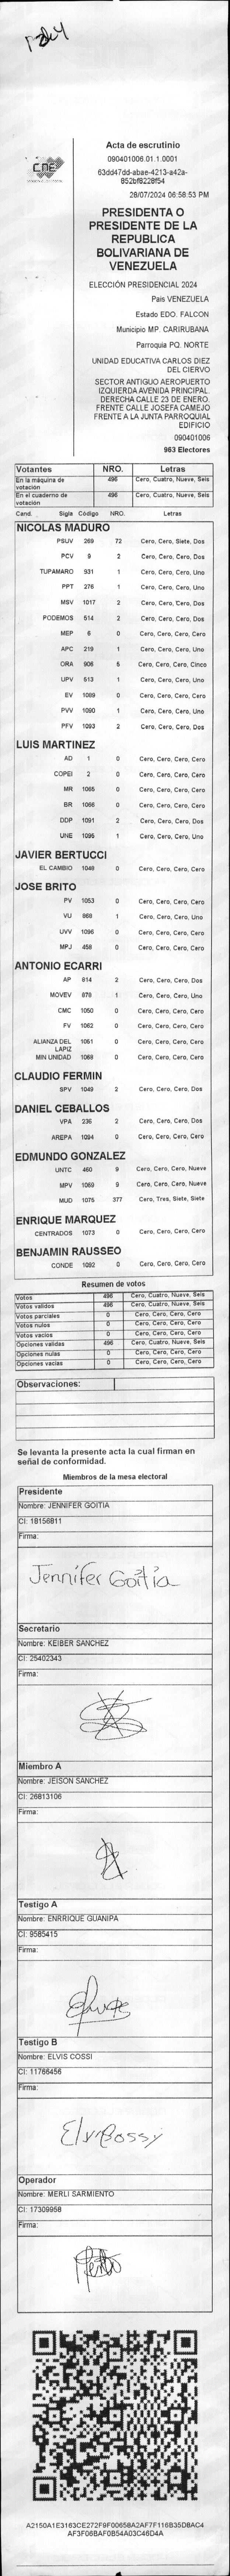 CNE
Acta de escrutinio
090401006.01.1.0001
63dd47dd-abae-4213-a42a-
852bf8228f54
28/07/2024 06:58:53 PM
PRESIDENTA O
PRESIDENTE DE LA
REPUBLICA
BOLIVARIANA DE
VENEZUELA
ELECCIÓN PRESIDENCIAL 2024
Pais VENEZUELA
Estado EDO. FALCON
Municipio MP. CARIRUBANA
Parroquia PQ. NORTE
UNIDAD EDUCATIVA CARLOS DIEZ
DEL CIERVO
SECTOR ANTIGUO AEROPUERTO
IZQUIERDA AVENIDA PRINCIPAL.
DERECHA CALLE 23 DE ENERO.
FRENTE CALLE JOSEFA CAMEJO
FRENTE A LA JUNTA PARROQUIAL
EDIFICIO
090401006
963 Electores
Votantes NRO. Letras
En la máquina de votación 496 Cero, Cuatro, Nueve, Seis
En el cuaderno de votación 496 Cero, Cuatro, Nueve, Seis
Cand. Sigla Código NRO. Letras
NICOLAS MADURO
PSUV 269 72 Cero, Cero, Siete, Dos
PCV 9 2 Cero, Cero, Cero, Dos
TUPAMARO 931 1 Cero, Cero, Cero, Uno
PPT 276 1 Cero, Cero, Cero, Uno
MSV 1017 2 Cero, Cero, Cero, Dos
PODEMOS 514 2 Cero, Cero, Cero, Dos
MEP 6 0 Cero, Cero, Cero, Cero
APC 219 1 Cero, Cero, Cero, Uno
ORA 906 5 Cero, Cero, Cero, Cinco
UPV 513 1 Cero, Cero, Cero, Uno
EV 1089 0 Cero, Cero, Cero, Cero
PVV 1090 1 Cero, Cero, Cero, Uno
PFV 1093 2 Cero, Cero, Cero, Dos
LUIS MARTINEZ
AD 1 0 Cero, Cero, Cero, Cero
COPEI 2 0 Cero, Cero, Cero, Cero
MR 1065 0 Cero, Cero, Cero, Cero
BR 1066 0 Cero, Cero, Cero, Cero
DDP 1091 2 Cero, Cero, Cero, Dos
UNE 1095 1 Cero, Cero, Cero, Uno
JAVIER BERTUCCI
EL CAMBIO 1048 0 Cero, Cero, Cero, Cero
JOSE BRITO
PV 1053 0 Cero, Cero, Cero, Cero
VU 868 1 Cero, Cero, Cero, Uno
UVV 1096 0 Cero, Cero, Cero, Cero
MPJ 458 0 Cero, Cero, Cero, Cero
ANTONIO ECARRI
AP 814 2 Cero, Cero, Cero, Dos
MOVEV 878 1 Cero, Cero, Cero, Uno
CMC 1050 0 Cero, Cero, Cero, Cero
FV 1062 0 Cero, Cero, Cero, Cero
ALIANZA DEL LAPIZ 1051 0 Cero, Cero, Cero, Cero
MIN UNIDAD 1068 0 Cero, Cero, Cero, Cero
CLAUDIO FERMIN
SPV 1049 2 Cero, Cero, Cero, Dos
DANIEL CEBALLOS
VPA 236 2 Cero, Cero, Cero, Dos
AREPA 1094 0 Cero, Cero, Cero, Cero
EDMUNDO GONZALEZ
UNTC 460 9 Cero, Cero, Cero, Nueve
MPV 1069 9 Cero, Cero, Cero, Nueve
MUD 1075 377 Cero, Tres, Siete, Siete
ENRIQUE MARQUEZ
CENTRADOS 1073 0 Cero, Cero, Cero, Cero
BENJAMIN RAUSSEO
CONDE 1092 0 Cero, Cero, Cero, Cero
Resumen de votos
Votos 496 Cero, Cuatro, Nueve, Seis
Votos validos 496 Cero, Cuatro, Nueve, Seis
Votos parciales 0 Cero, Cero, Cero, Cero
Votos nulos 0 Cero, Cero, Cero, Cero
Votos vacios 0 Cero, Cero, Cero, Cero
Opciones validas 496 Cero, Cuatro, Nueve, Seis
Opciones nulas 0 Cero, Cero, Cero, Cero
Opciones vacias 0 Cero, Cero, Cero, Cero
Observaciones:
Se levanta la presente acta la cual firman en
señal de conformidad.
Miembros de la mesa electoral
Presidente
Nombre: JENNIFER GOITIA
CI: 18156811
Firma:
Jennifer Goitia
Secretario
Nombre: KEIBER SANCHEZ
CI: 25402343
Firma:
Miembro A
Nombre: JEISON SANCHEZ
CI: 26813106
Firma:
Testigo A
Nombre: ENRRIQUE GUANIPA
CI: 9585415
Firma:
Testigo B
Nombre: ELVIS COSSI
CI: 11766456
Firma:
Operador
Nombre: MERLI SARMIENTO
CI: 17309958
Firma:
A2150A1E3163CE272F9F00658A2AF7F116B35D8AC4
AF3F06BAF0B54A03C46D4A